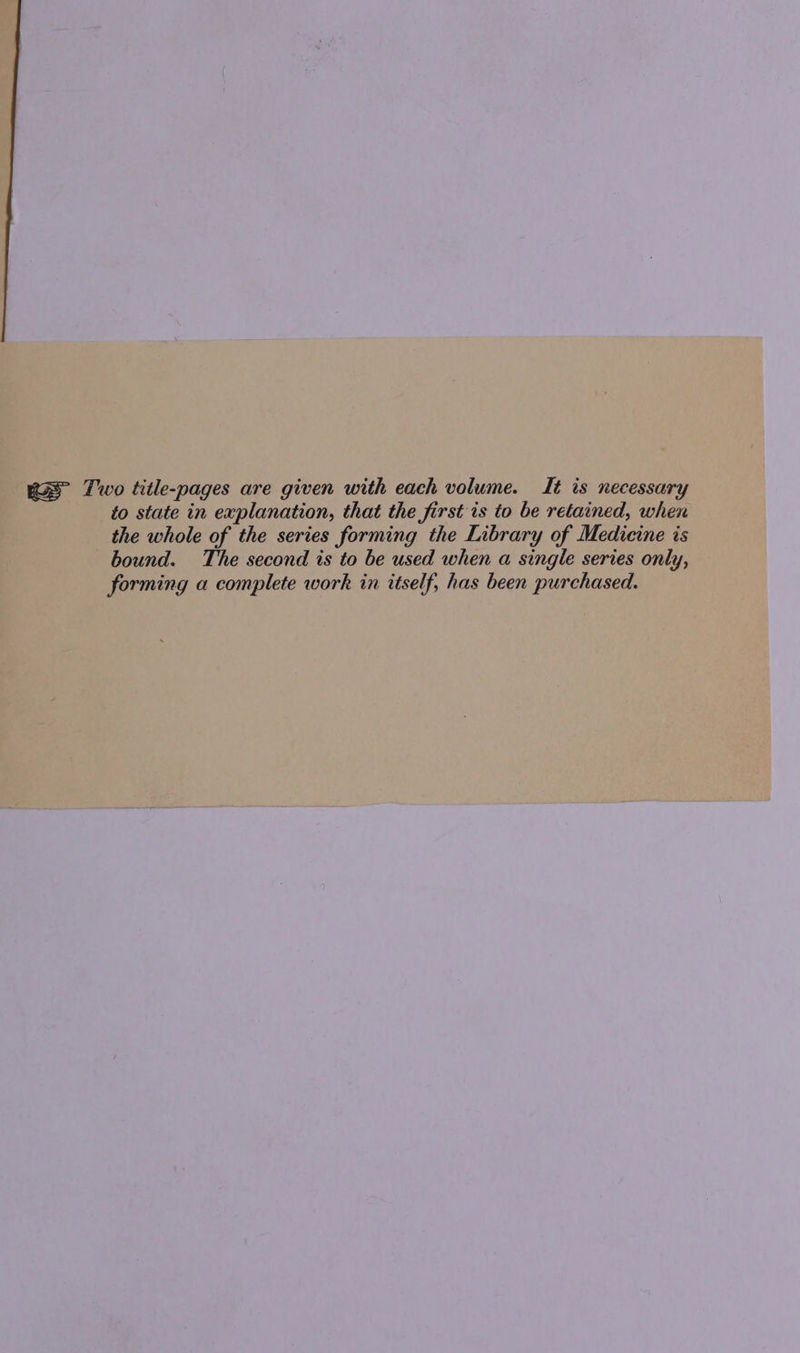 ☞ Two title-pages are given with each volume. It is necessary
to state in explanation, that the first is to be retained, when
the whole of the series forming the Library of Medicine is
bound. The second is to be used when a single series only,
forming a complete work in itself, has been purchased.